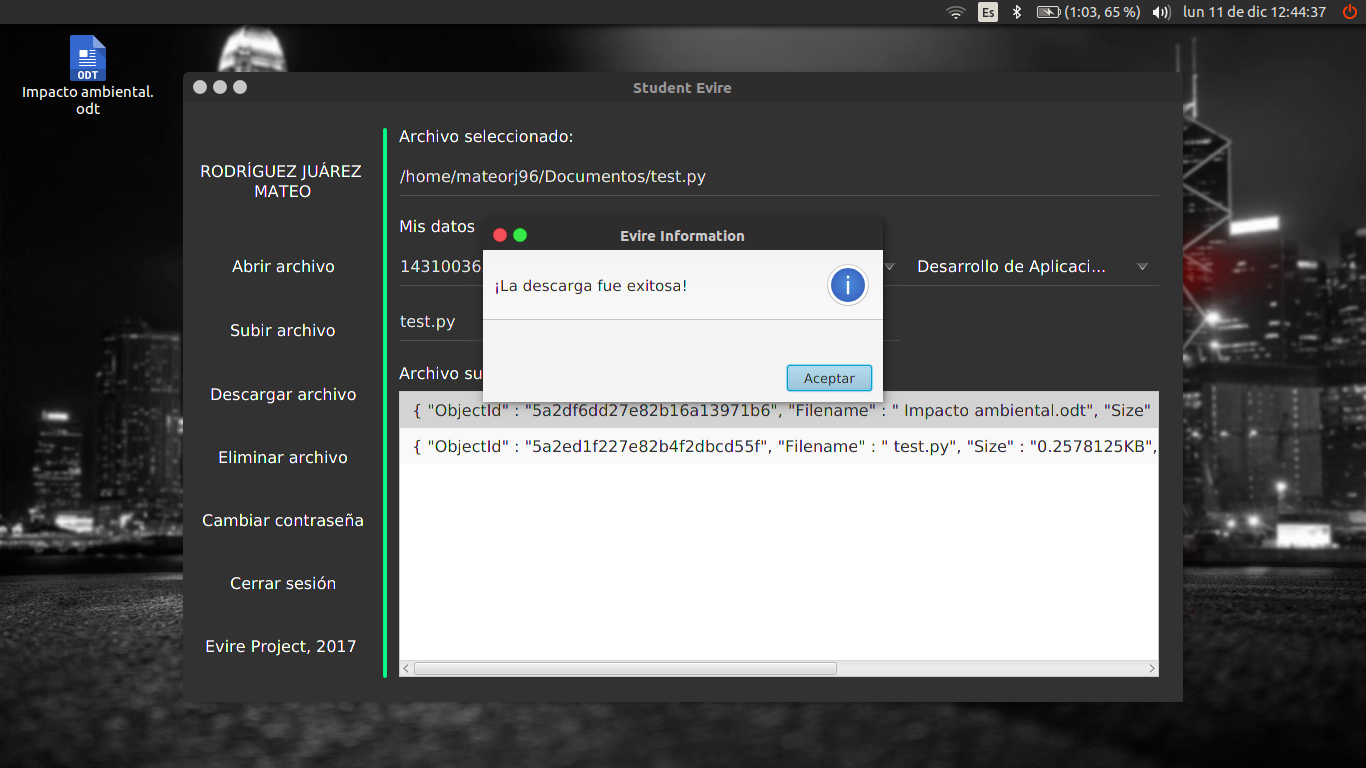 Es
(1:03, 65 %)
lun 11 de dic 12:44:37
ODT
Impacto ambiental.
odt
Student Evire
RODRÍGUEZ JUÁREZ
MATEO
Abrir archivo
Subir archivo
Descargar archivo
Eliminar archivo
Cambiar contraseña
Cerrar sesión
Evire Project, 2017
Archivo seleccionado:
/home/mateorj96/Documentos/test.py
Mis datos
14310036
Desarrollo de Aplicaci...
test.py
Archivo su
{ "ObjectId" : "5a2df6dd27e82b16a13971b6", "Filename" : " Impacto ambiental.odt", "Size"
{ "ObjectId" : "5a2ed1f227e82b4f2dbcd55f", "Filename" : " test.py", "Size" : "0.2578125KB",
Evire Information
¡La descarga fue exitosa!
i
Aceptar